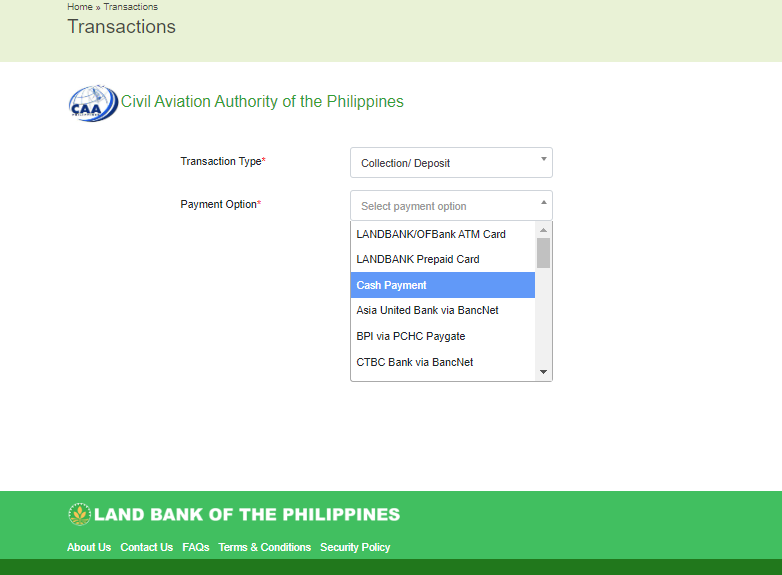 Home » Transactions
Transactions
CAA
PHILIPPINES
Civil Aviation Authority of the Philippines
Transaction Type*
Collection/ Deposit
Payment Option*
Select payment option
LANDBANK/OFBank ATM Card
LANDBANK Prepaid Card
Cash Payment
Asia United Bank via BancNet
BPI via PCHC Paygate
CTBC Bank via BancNet
LAND BANK OF THE PHILIPPINES
About Us Contact Us FAQs Terms & Conditions Security Policy